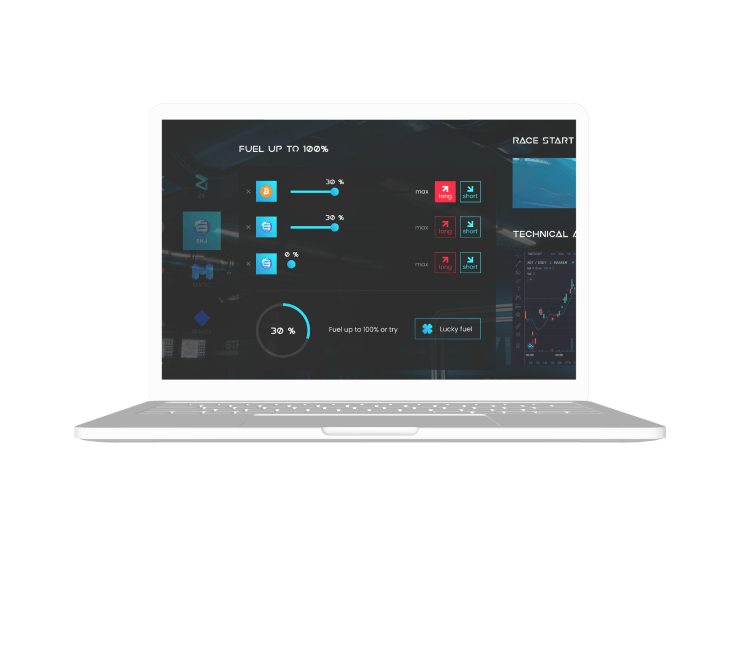 FUEL UP TO 100%
RACE START
30 %
max long short
30 %
max long short
ENJ
0 %
max long short
TECHNICAL
30 %
Fuel up to 100% or try
Lucky fuel